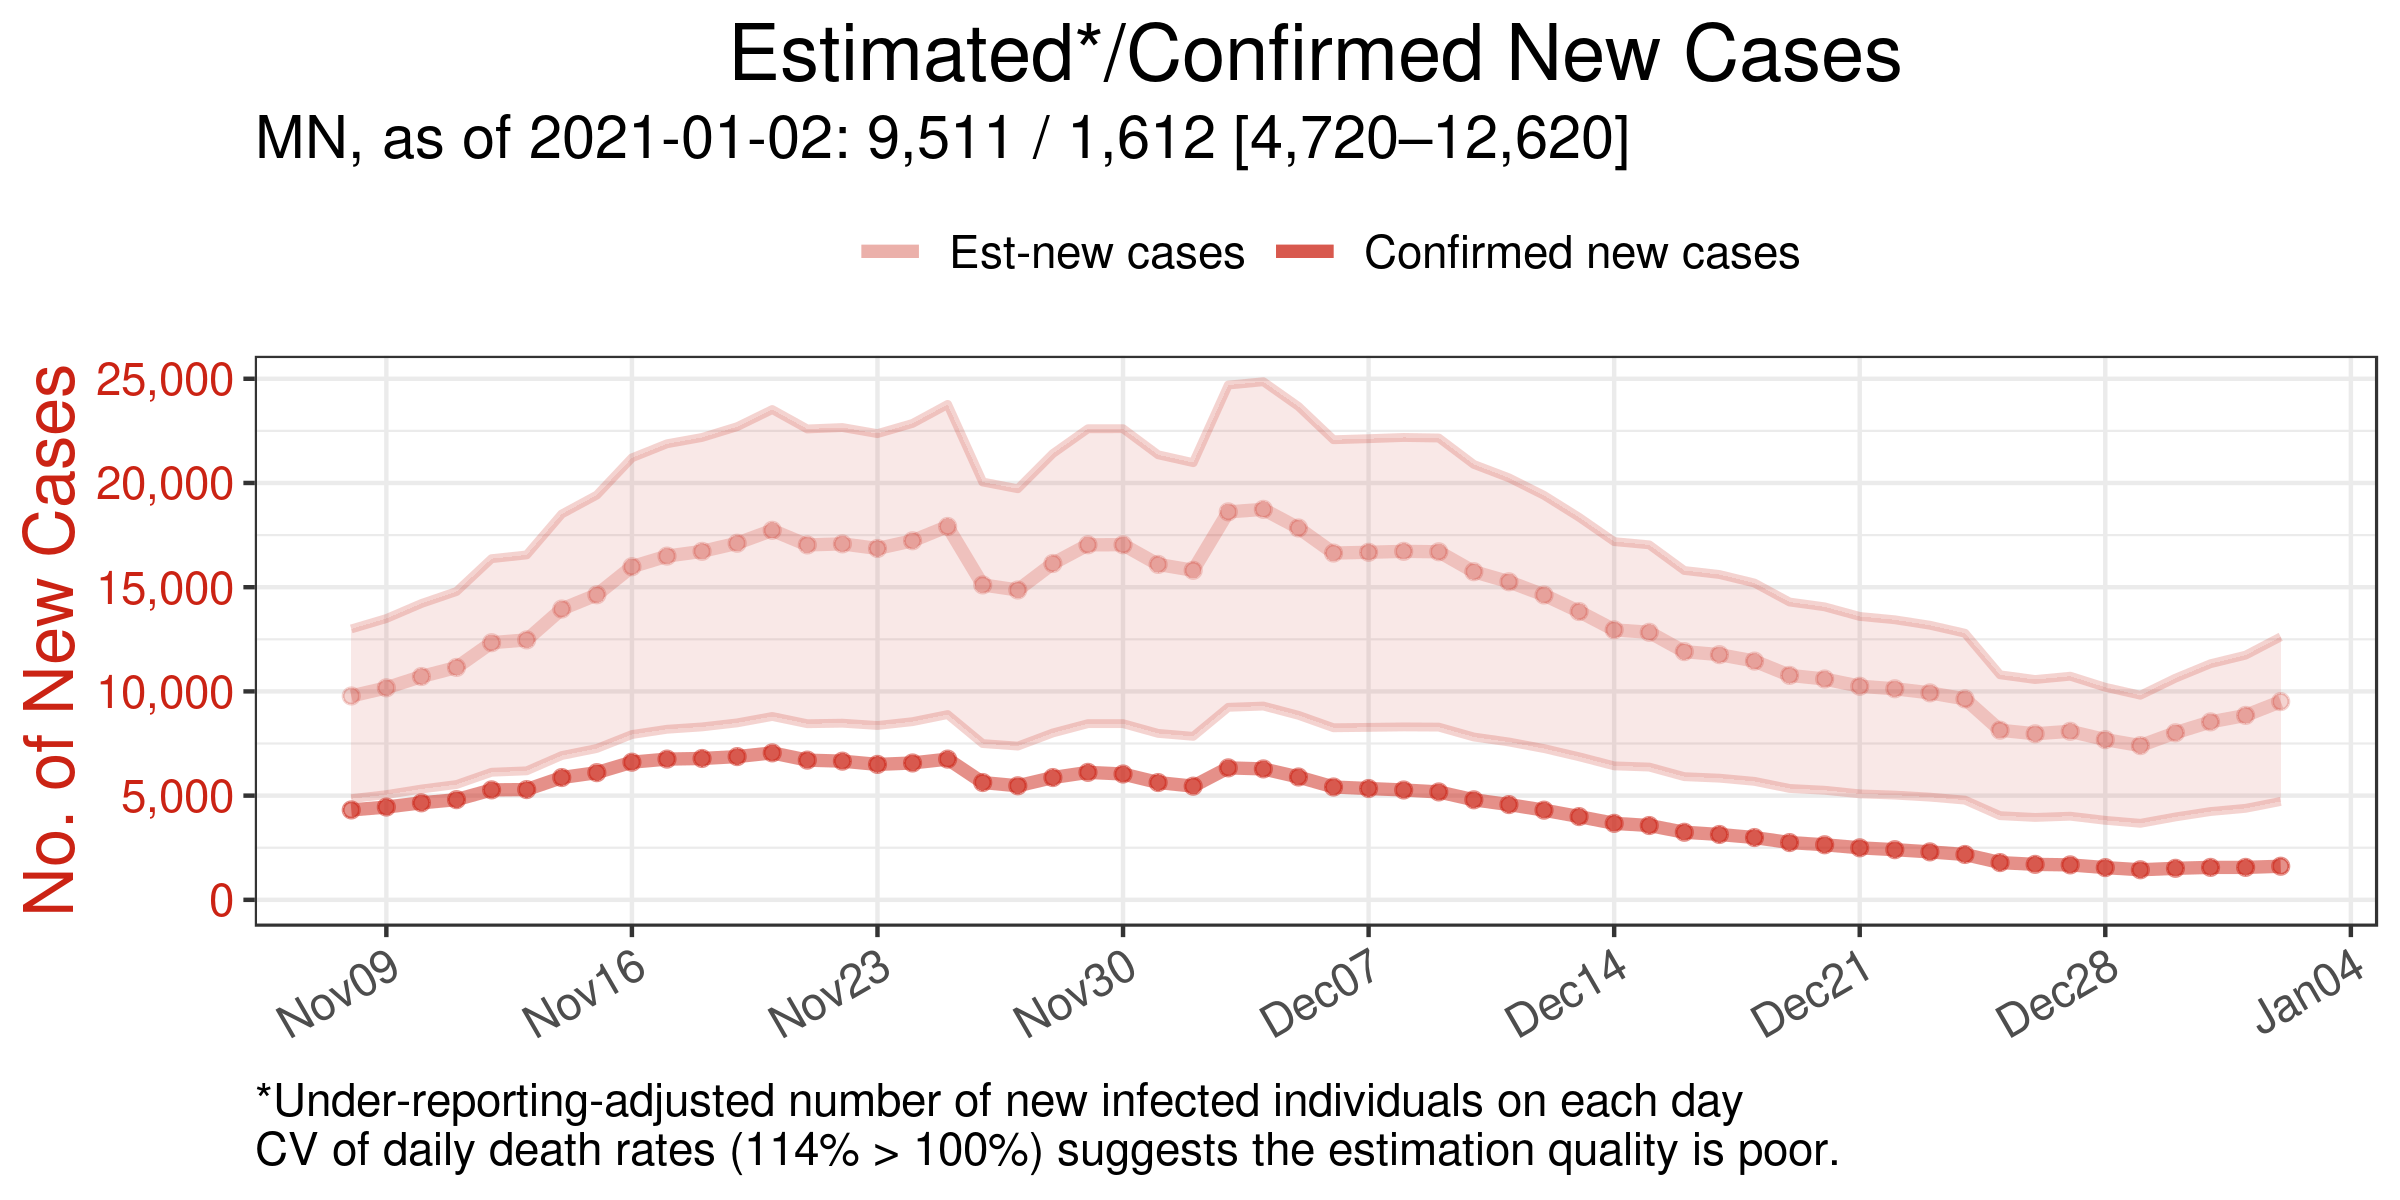 Estimated*/Confirmed New Cases
MN, as of 2021-01-02: 9,511 / 1,612 [4,720–12,620]
Est-new cases
Confirmed new cases
No. of New Cases
25,000
20,000
15,000
10,000
5,000
0
Nov09
Nov16
Nov23
Nov30
Dec07
Dec14
Dec21
Dec28
Jan04
*Under-reporting-adjusted number of new infected individuals on each day
CV of daily death rates (114% > 100%) suggests the estimation quality is poor.